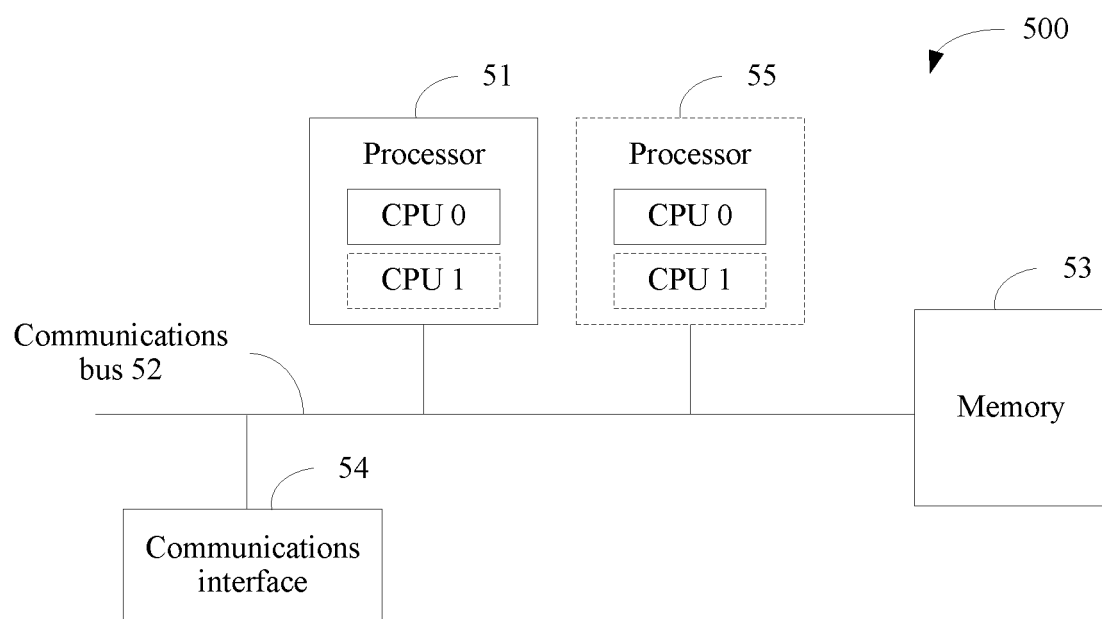 500
51
55
Processor
Processor
CPU 0
CPU 0
CPU 1
CPU 1
53
Communications
bus 52
Memory
54
Communications
interface